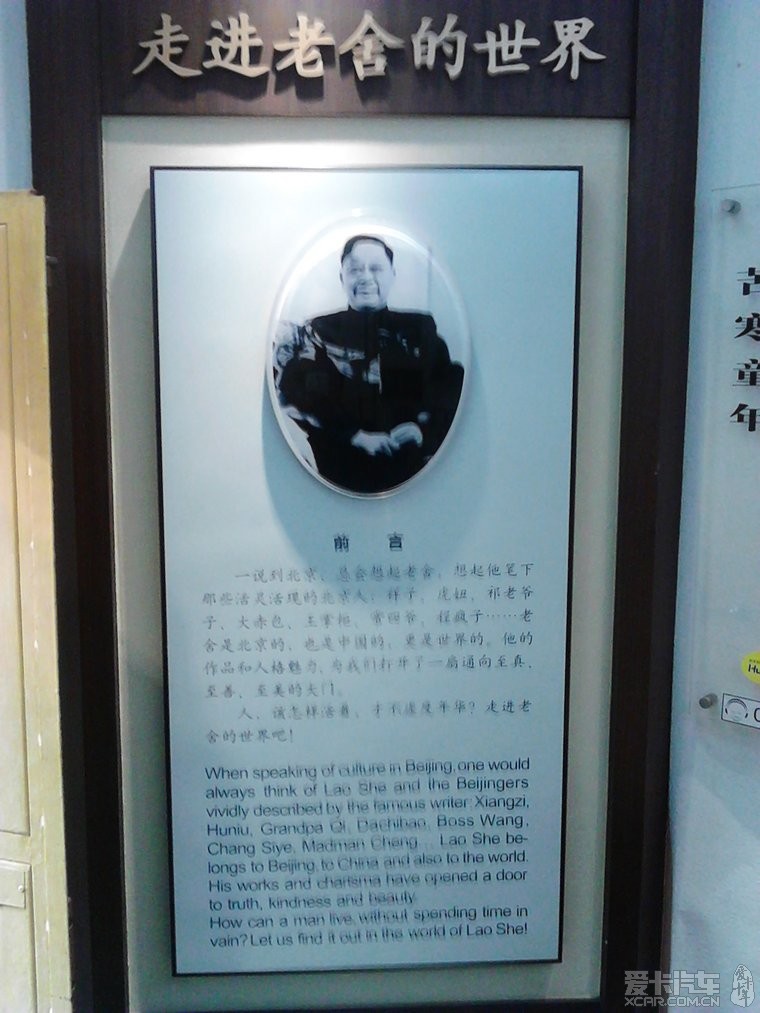 走进老舍的世界
前 言
一说到北京，总会想起老舍，想起他笔下
那些活灵活现的北京人：祥子、虎妞、祁老爷
子、大赤包、王掌柜、常四爷、程疯子……老
舍是北京的，也是中国的，更是世界的。他的
作品和人格魅力，为我们打开了一扇通向至真、
至善、至美的大门。
人，该怎样活着，才不虚度年华？走进老
舍的世界吧！
When speaking of culture in Beijing, one would
always think of Lao She and the Beijingers
vividly described by the famous writer: Xiangzi,
Huniu, Grandpa Qi, Dachibao, Boss Wang,
Chang Siye, Madman Cheng... Lao She be-
longs to Beijing, to China and also to the world.
His works and charisma have opened a door
to truth, kindness and beauty.
How can a man live without spending time in
vain? Let us find it out in the world of Lao She!
苦寒童年
Hu
爱卡汽车
XCAR.COM.CN